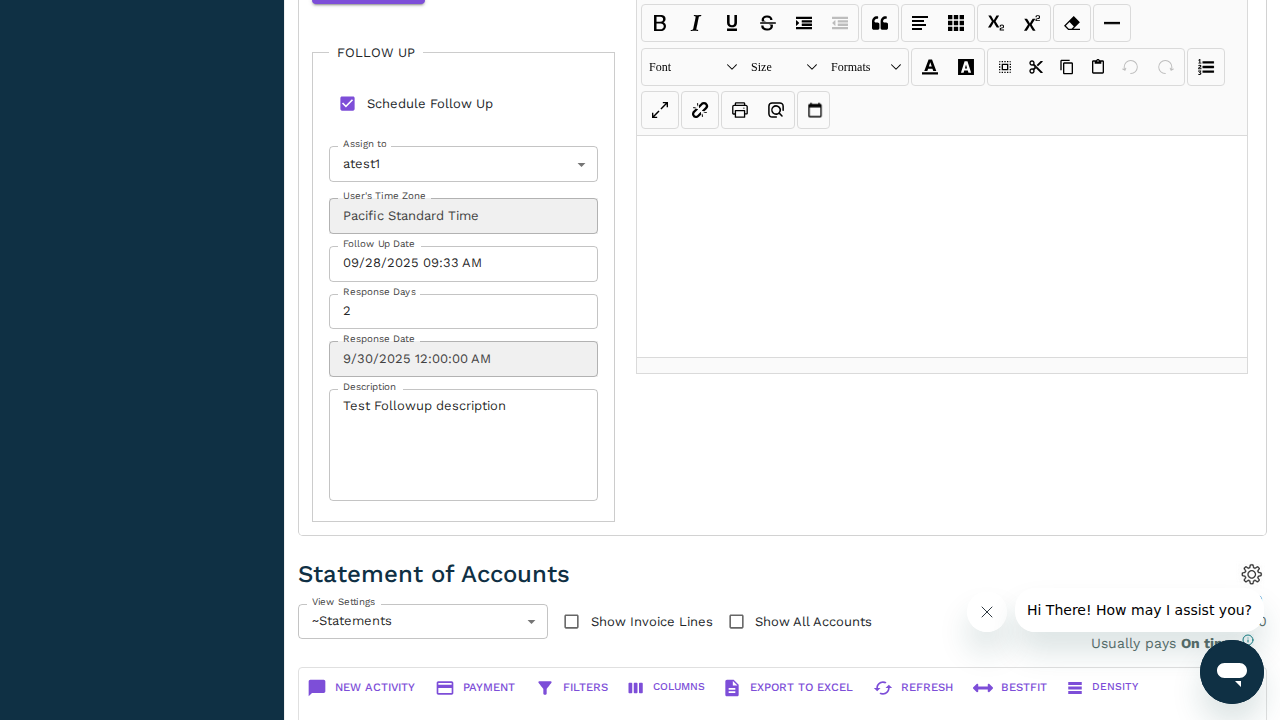 FOLLOW UP
Schedule Follow Up
Assign to
atest1
User's Time Zone
Pacific Standard Time
Follow Up Date
09/28/2025 09:33 AM
Response Days
2
Response Date
9/30/2025 12:00:00 AM
Description
Test Followup description
Font
Size
Formats
Statement of Accounts
View Settings
~Statements
Show Invoice Lines
Show All Accounts
Hi There! How may I assist you?
Usually pays On
NEW ACTIVITY
PAYMENT
FILTERS
COLUMNS
EXPORT TO EXCEL
REFRESH
BESTFIT
DENSITY